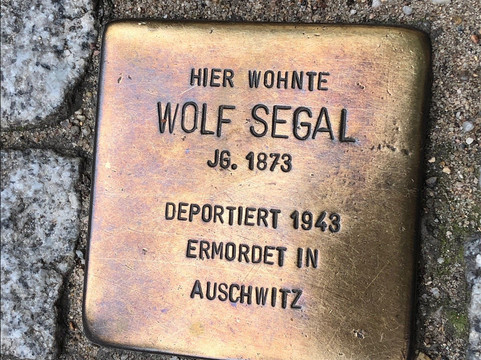 HIER WOHNTE
WOLF SEGAL
JG. 1873
DEPORTIERT 1943
ERMORDET IN
AUSCHWITZ